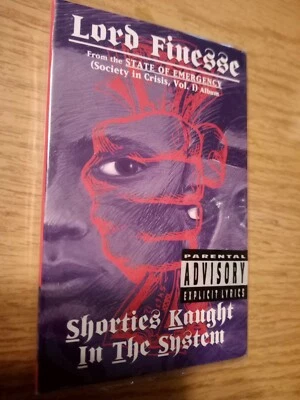 Lord Finesse
From the STATE OF EMERGENCY
(Society in Crisis, Vol. 1) Album
PARENTAL
ADVISORY
EXPLICIT LYRICS
Shorties Kaught
In The System